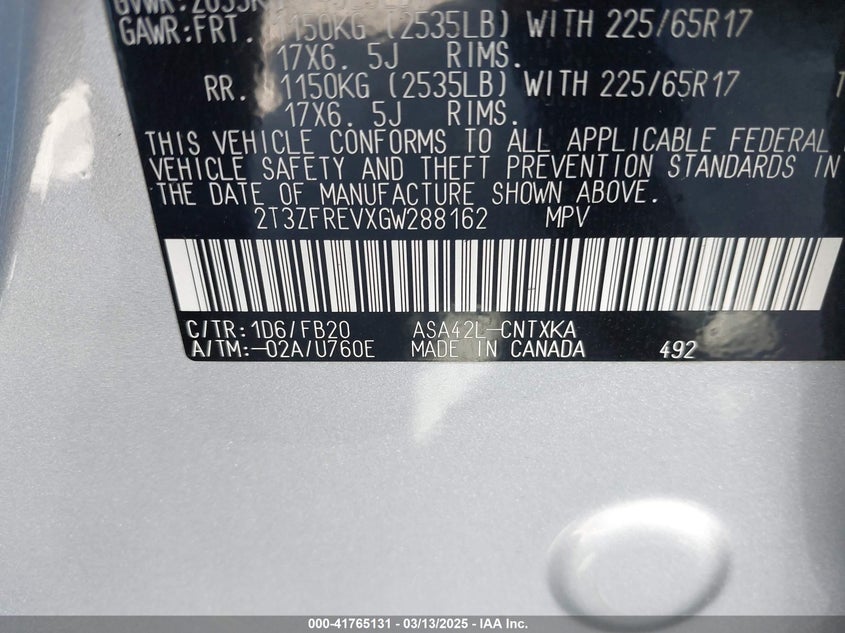 GAWR:FRT. 1150KG (2535LB) WITH 225/65R17
17X6. 5J RIMS.
RR. 1150KG (2535LB) WITH 225/65R17
17X6. 5J RIMS.
THIS VEHICLE CONFORMS TO ALL APPLICABLE FEDERAL
VEHICLE SAFETY AND THEFT PREVENTION STANDARDS IN
THE DATE OF MANUFACTURE SHOWN ABOVE.
2T3ZFREVXGW288162 MPV
C/TR:1D6/FB20 ASA42L-CNTXKA
A/TM:-02A/U760E MADE IN CANADA 492
000-41765131 - 03/13/2025 - IAA Inc.